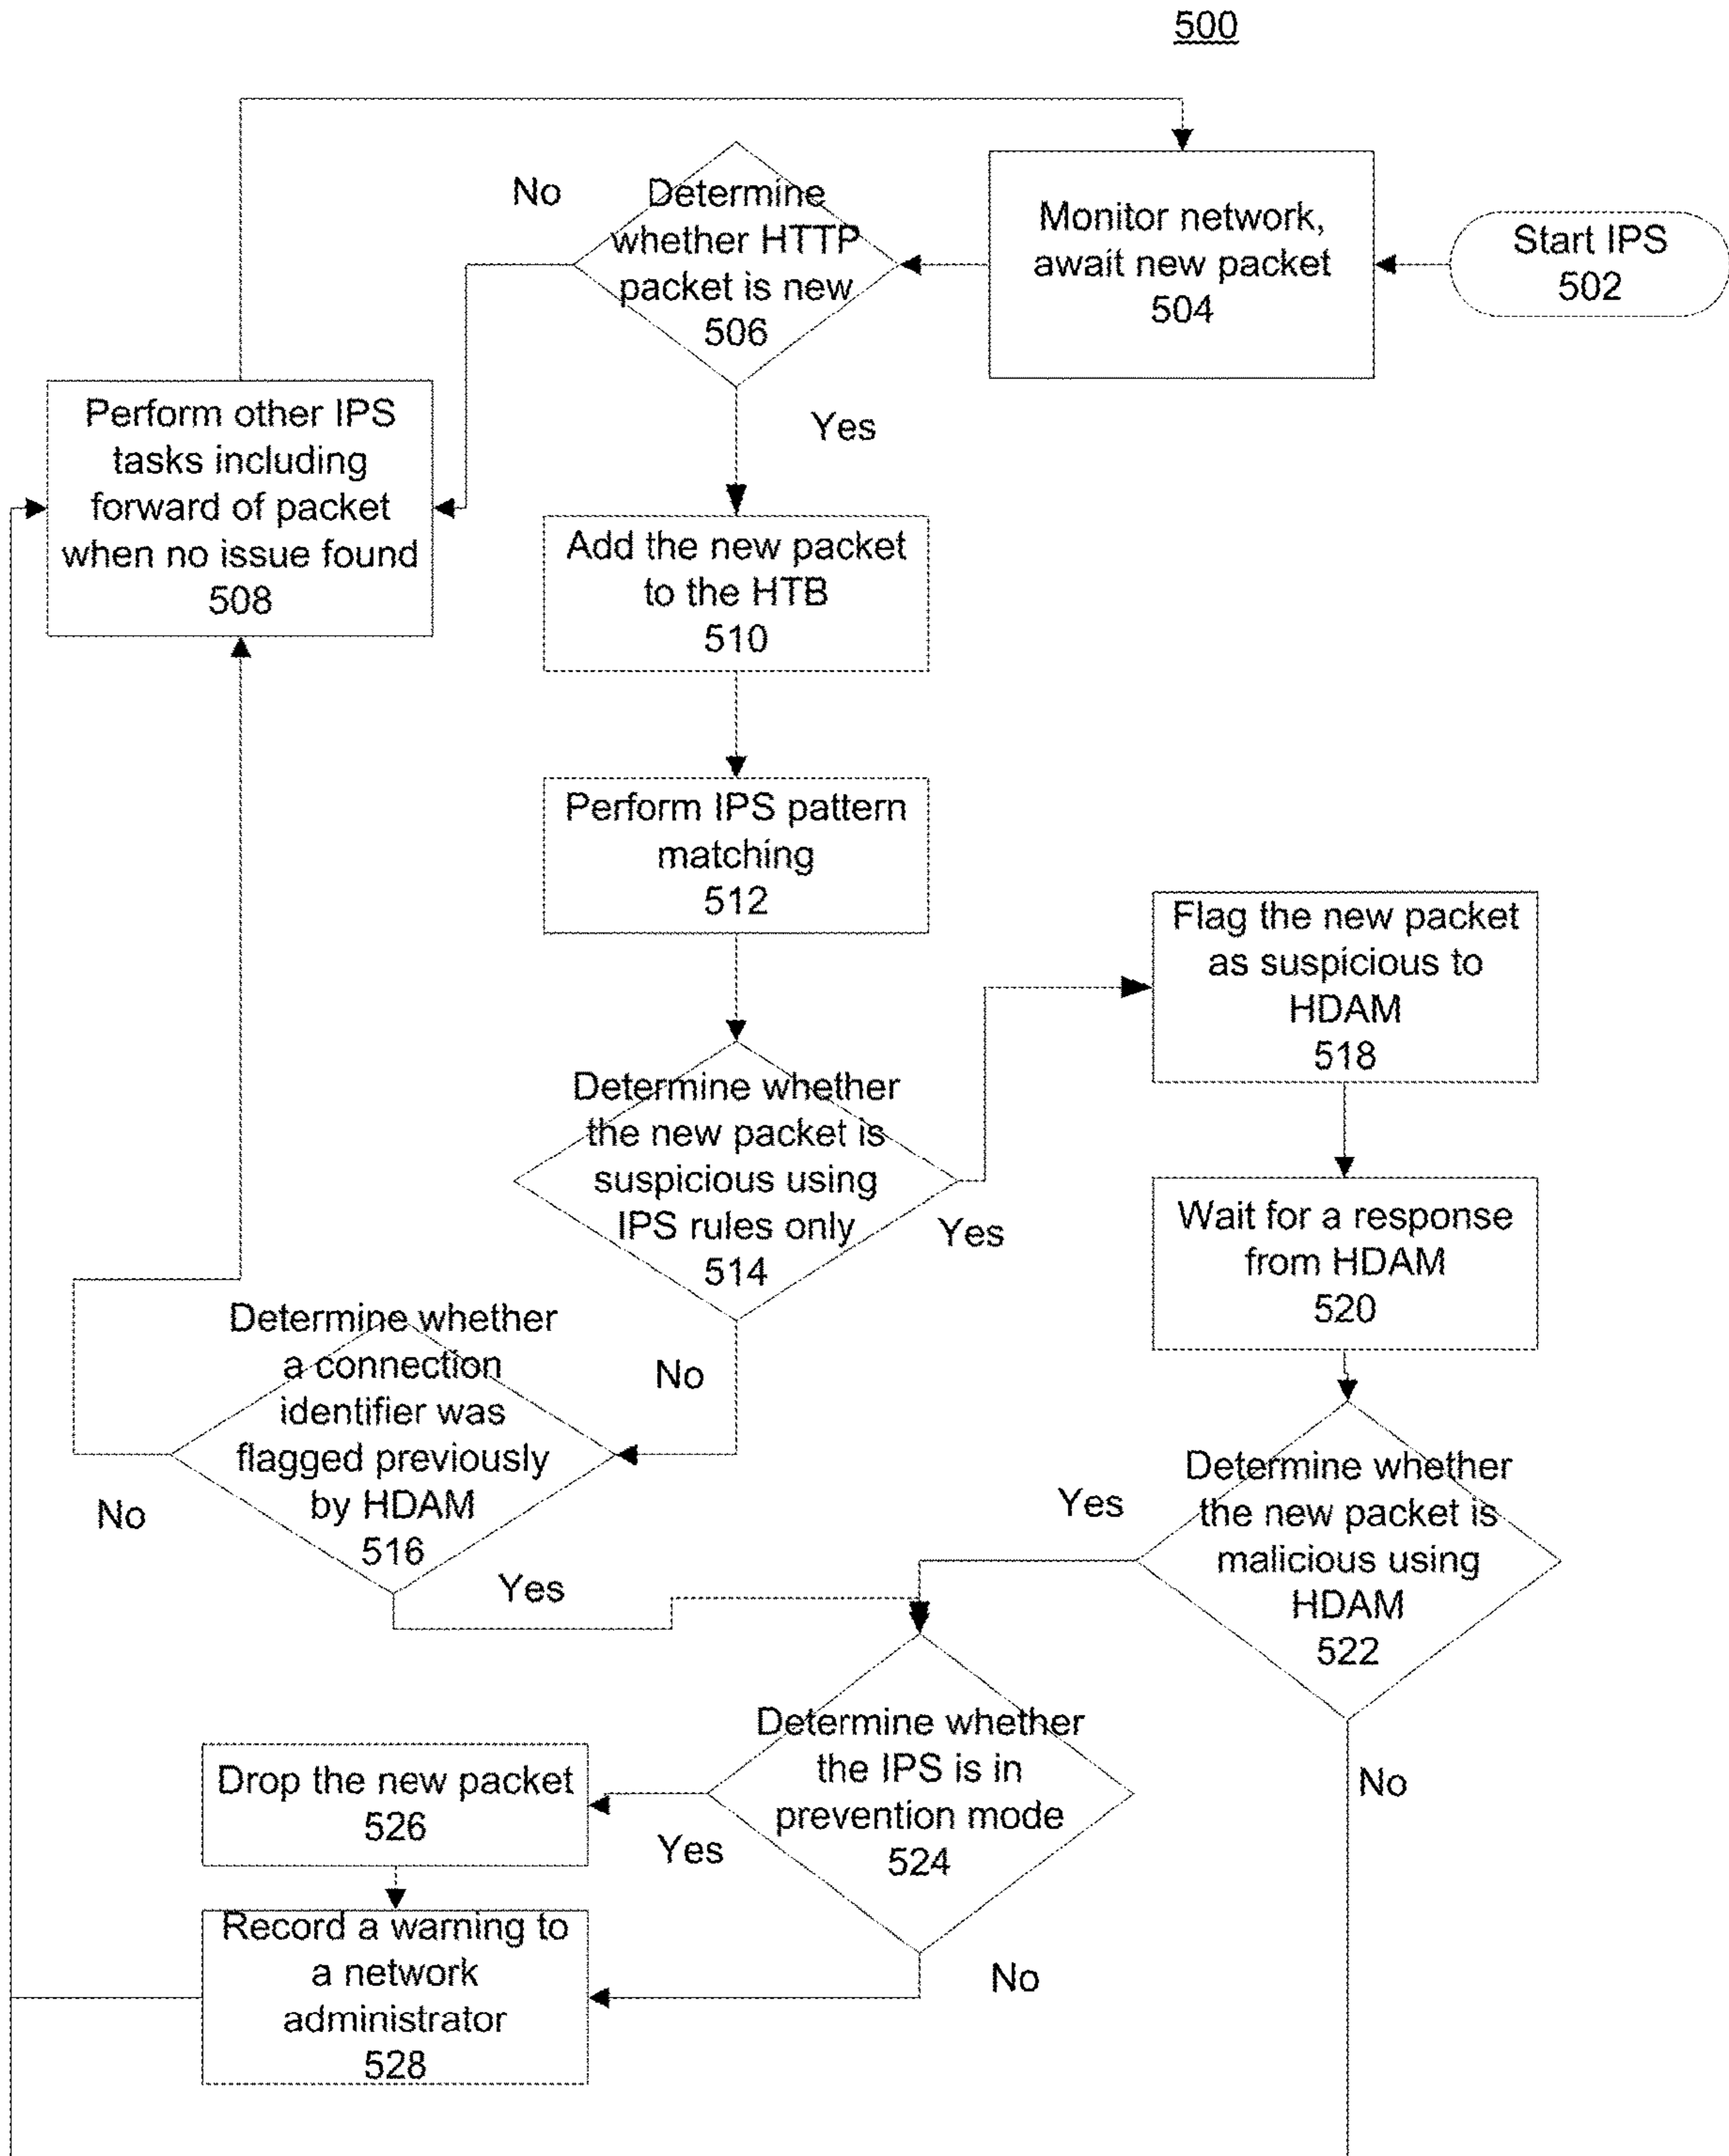 500
Start IPS
502
Monitor network,
await new packet
504
Determine
whether HTTP
packet is new
506
No
Yes
Perform other IPS
tasks including
forward of packet
when no issue found
508
Add the new packet
to the HTB
510
Perform IPS pattern
matching
512
Determine whether
the new packet is
suspicious using
IPS rules only
514
Yes
No
Flag the new packet
as suspicious to
HDAM
518
Wait for a response
from HDAM
520
Determine whether
a connection
identifier was
flagged previously
by HDAM
516
No
Yes
Determine whether
the new packet is
malicious using
HDAM
522
Yes
No
Determine whether
the IPS is in
prevention mode
524
Yes
No
Drop the new packet
526
Record a warning to
a network
administrator
528